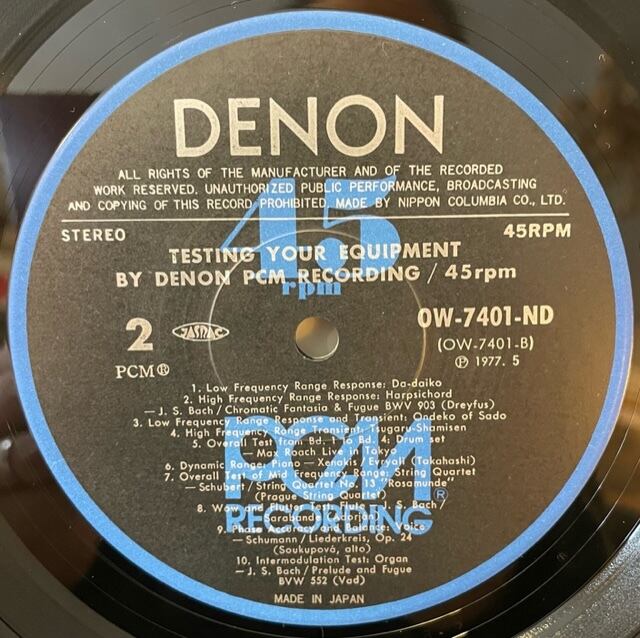 DENON
ALL RIGHTS OF THE MANUFACTURER AND OF THE RECORDED
WORK RESERVED. UNAUTHORIZED PUBLIC PERFORMANCE, BROADCASTING
AND COPYING OF THIS RECORD PROHIBITED. MADE BY NIPPON COLUMBIA CO., LTD.
45
rpm
STEREO
45RPM
TESTING YOUR EQUIPMENT
BY DENON PCM RECORDING / 45rpm
2
JASRAC
PCM®
OW-7401-ND
(OW-7401-B)
Ⓟ 1977. 5
1. Low Frequency Range Response: Da-daiko
2. High Frequency Range Response: Harpsichord
— J. S. Bach / Chromatic Fantasia & Fugue BWV 903 (Dreyfus)
3. Low Frequency Range Response and Transient: Ondeko of Sado
4. High Frequency Range Transient: Tsugaru Shamisen
5. Overall Test from Bd. 1 to Bd. 4: Drum set
— Max Roach Live in Tokyo
6. Dynamic Range: Piano — Xenakis / Evryali (Takahashi)
7. Overall Test of Mid Frequency Range: String Quartet
— Schubert / String Quartet No. 13 "Rosamunde"
(Prague String Quartet)
8. Wow and Flutter Test: Flute — J. S. Bach /
Saraband (Adorján)
9. Phase Accuracy and Balance: Voice
— Schumann / Liederkreis, Op. 24
(Soukupová, alto)
10. Intermodulation Test: Organ
— J. S. Bach / Prelude and Fugue
BVW 552 (Vad)
PCM®
RECORDING
MADE IN JAPAN